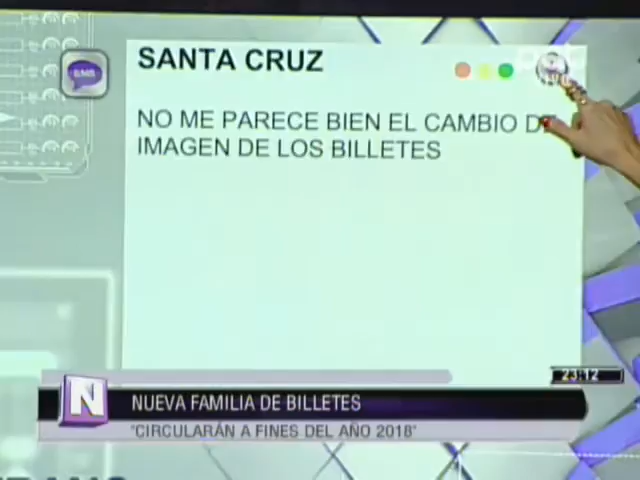 SANTA CRUZ
SMS
NO ME PARECE BIEN EL CAMBIO DE
IMAGEN DE LOS BILLETES
23:12
N
NUEVA FAMILIA DE BILLETES
"CIRCULARÁN A FINES DEL AÑO 2018"